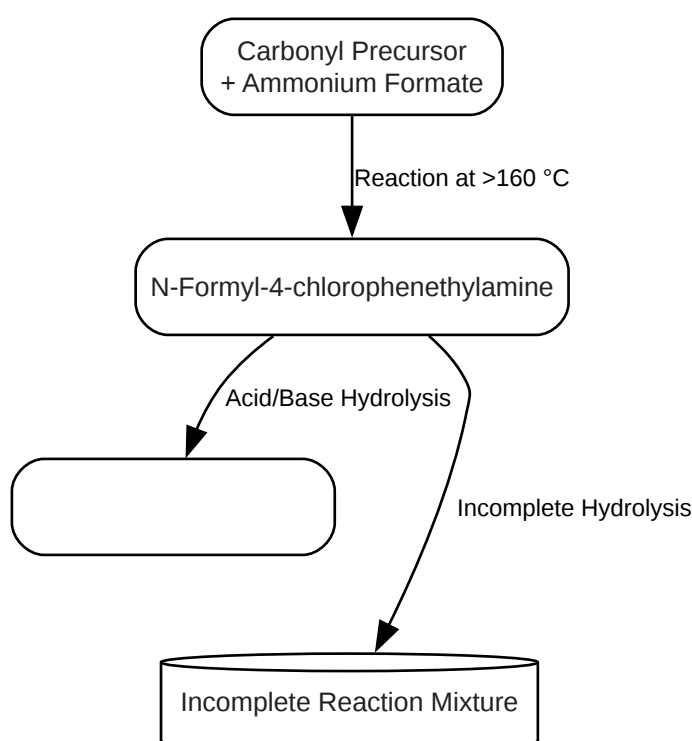 Carbonyl Precursor
+ Ammonium Formate
Reaction at >160 °C
N-Formyl-4-chlorophenethylamine
Acid/Base Hydrolysis
Incomplete Hydrolysis
Incomplete Reaction Mixture